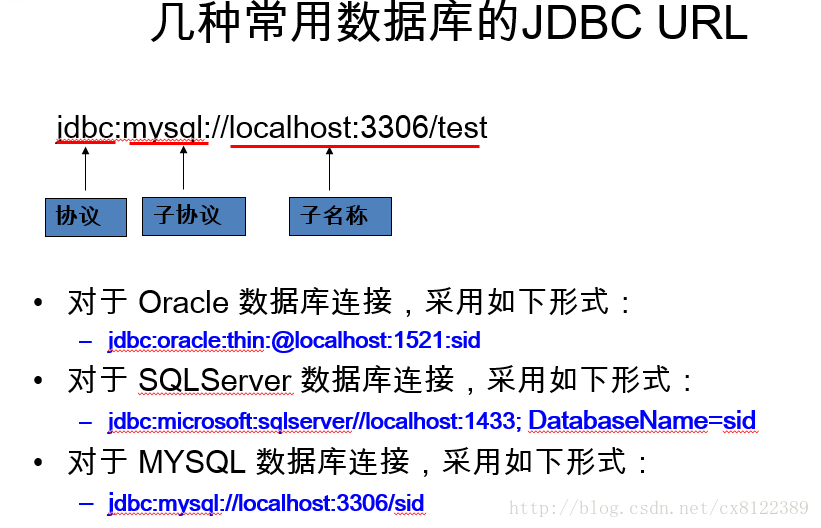 几种常用数据库的JDBC URL
jdbc:mysql://localhost:3306/test
协议 子协议 子名称
• 对于 Oracle 数据库连接，采用如下形式：
– jdbc:oracle:thin:@localhost:1521:sid
• 对于 SQLServer 数据库连接，采用如下形式：
– jdbc:microsoft:sqlserver//localhost:1433; DatabaseName=sid
• 对于 MYSQL 数据库连接，采用如下形式：
– jdbc:mysql://localhost:3306/sid
http://blog.csdn.net/cx8122389